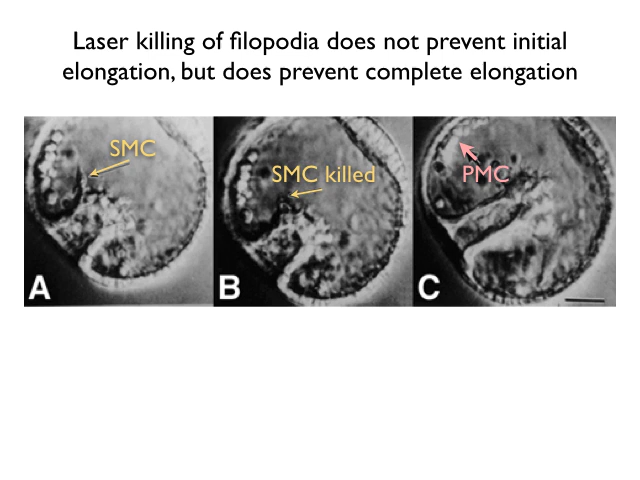 Laser killing of filopodia does not prevent initial
elongation, but does prevent complete elongation
SMC
SMC killed
PMC
A
B
C